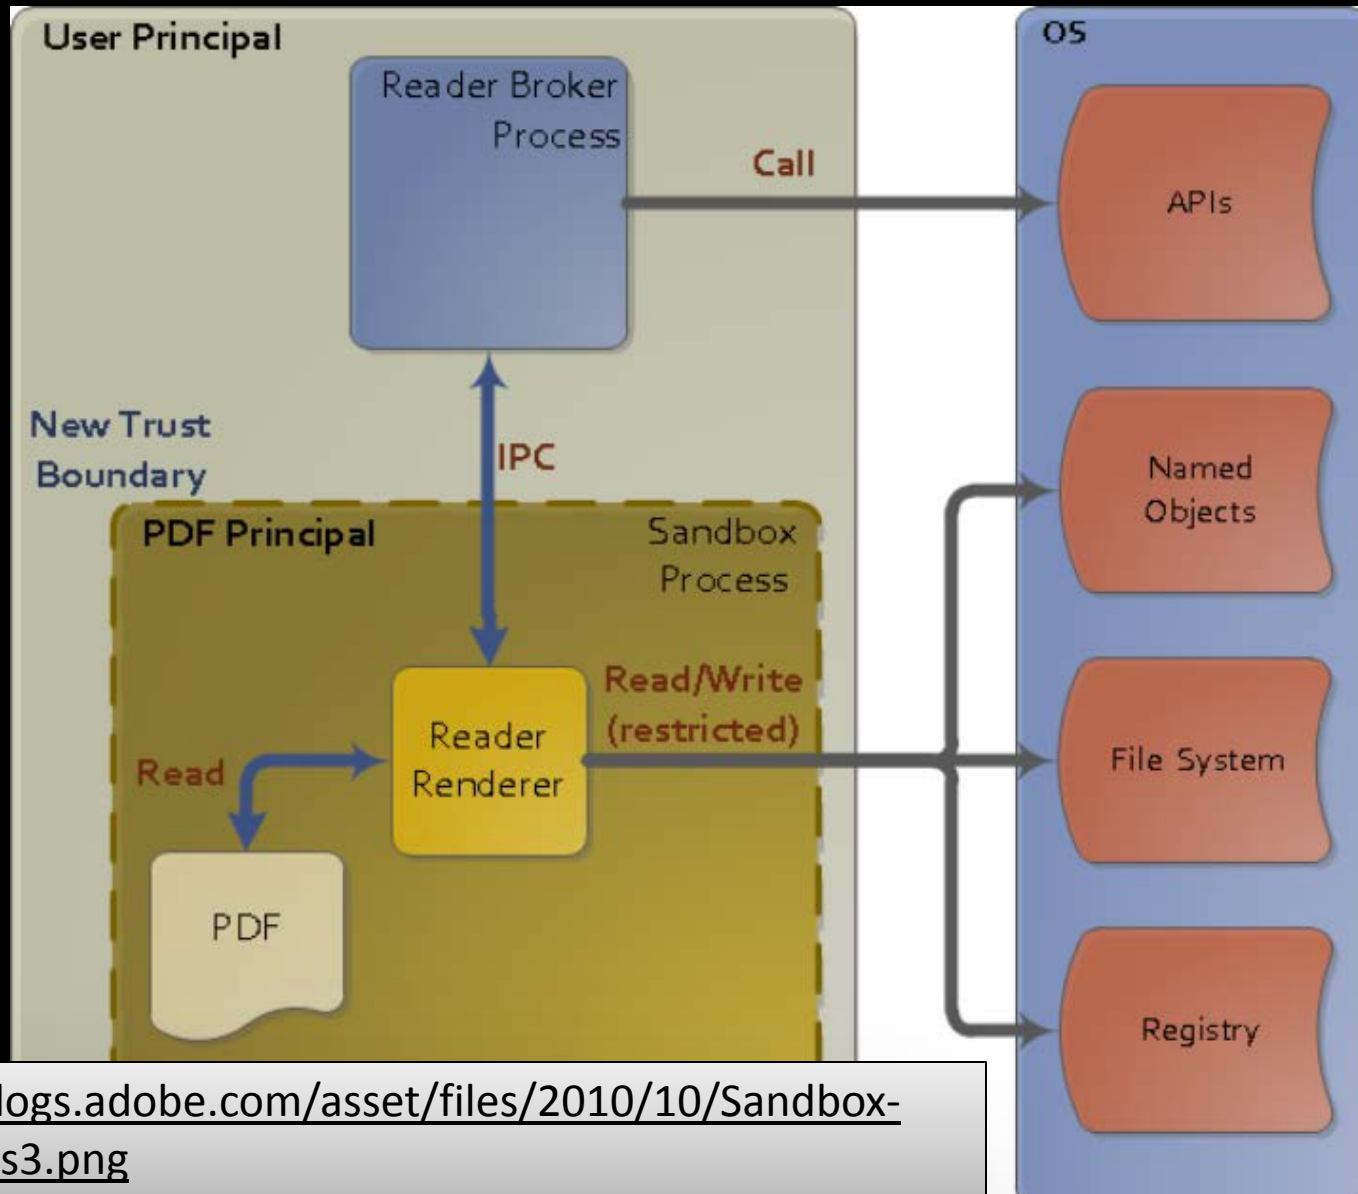 User Principal
OS
Reader Broker
Process
Call
APIs
New Trust
Boundary
IPC
Named
Objects
PDF Principal
Sandbox
Process
Read/Write
(restricted)
Reader
Renderer
Read
File System
PDF
Registry
logs.adobe.com/asset/files/2010/10/Sandbox-
s3.png